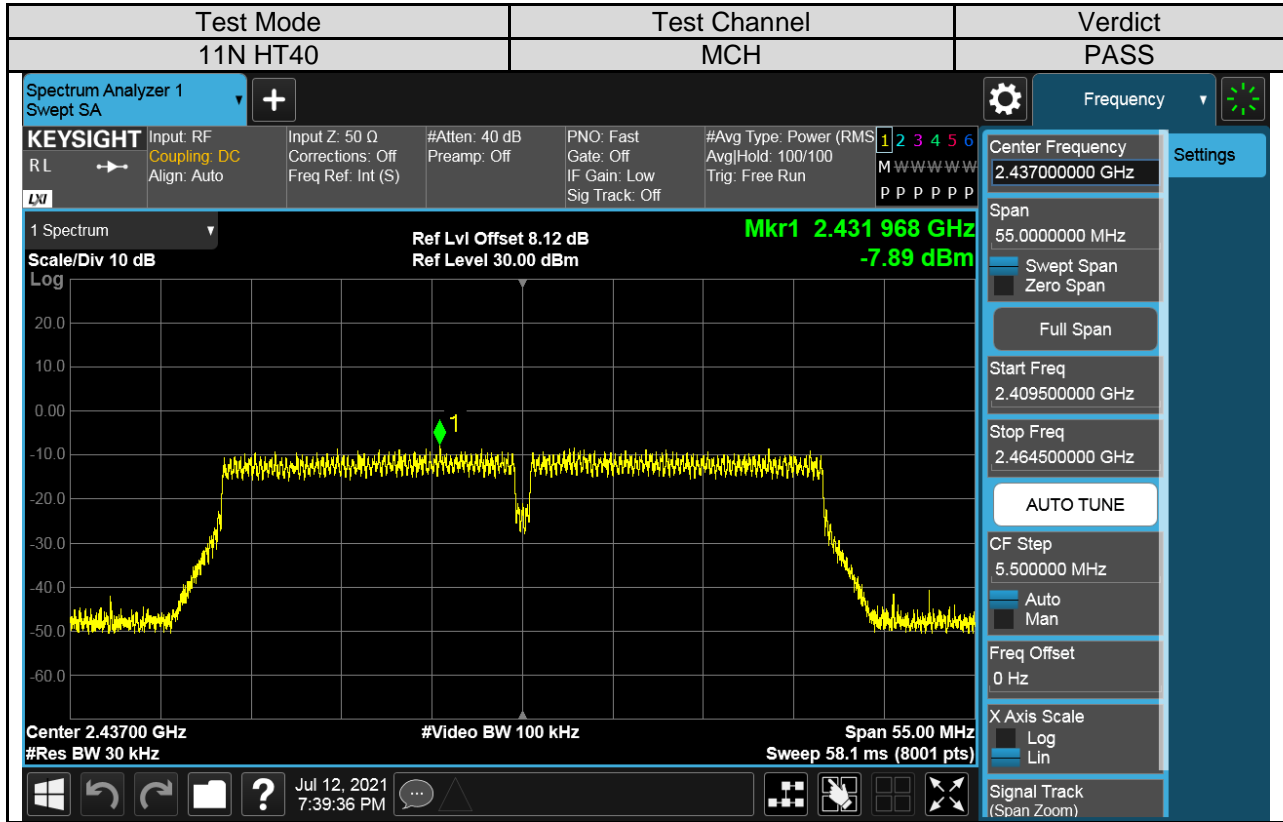 Test Mode Test Channel Verdict
11N HT40 MCH PASS
Spectrum Analyzer 1
Swept SA
+
Frequency
KEYSIGHT Input: RF Input Z: 50 Ω #Atten: 40 dB PNO: Fast #Avg Type: Power (RMS 1 2 3 4 5 6
RL Coupling: DC Corrections: Off Preamp: Off Gate: Off Avg|Hold: 100/100 M W W W W W
Align: Auto Freq Ref: Int (S) IF Gain: Low Trig: Free Run
LXI Sig Track: Off P P P P P P
1 Spectrum Ref Lvl Offset 8.12 dB Mkr1 2.431 968 GHz
Scale/Div 10 dB Ref Level 30.00 dBm -7.89 dBm
Log
20.0
10.0
0.00
1
-10.0
-20.0
-30.0
-40.0
-50.0
-60.0
Center 2.43700 GHz #Video BW 100 kHz Span 55.00 MHz
#Res BW 30 kHz Sweep 58.1 ms (8001 pts)
? Jul 12, 2021
7:39:36 PM
Center Frequency Settings
2.437000000 GHz
Span
55.0000000 MHz
Swept Span
Zero Span
Full Span
Start Freq
2.409500000 GHz
Stop Freq
2.464500000 GHz
AUTO TUNE
CF Step
5.500000 MHz
Auto
Man
Freq Offset
0 Hz
X Axis Scale
Log
Lin
Signal Track
(Span Zoom)